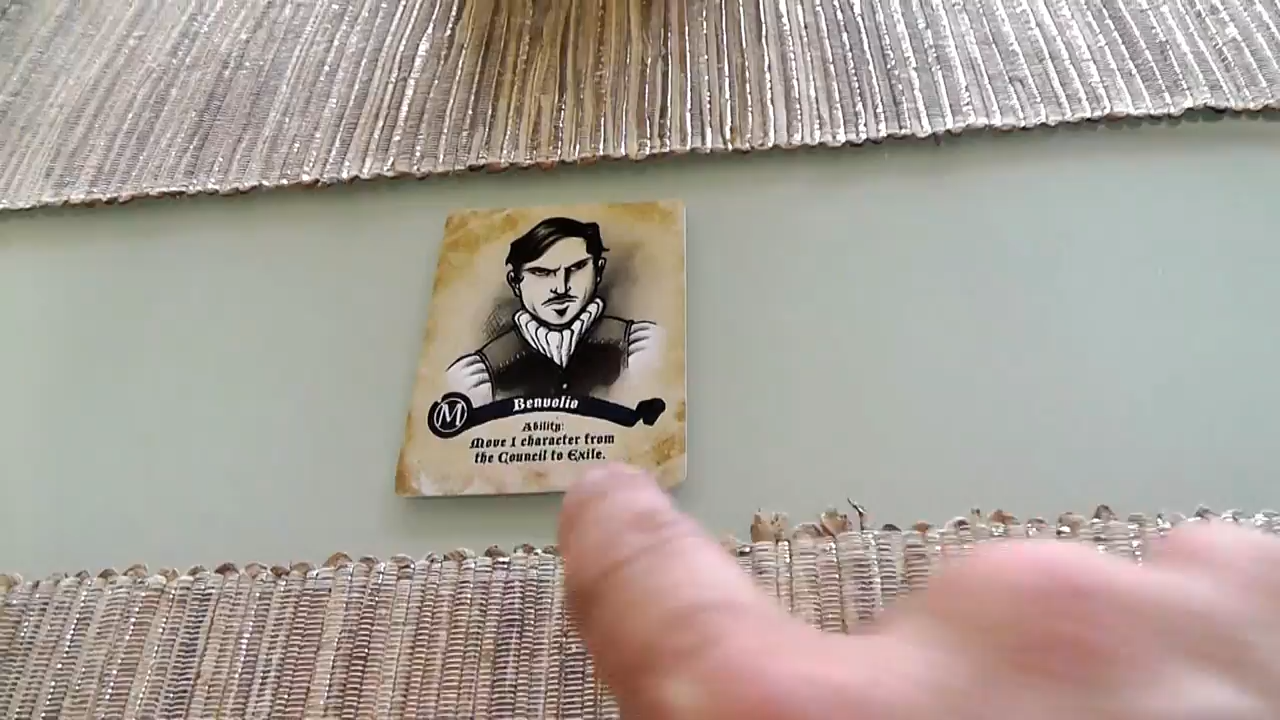 M
Benvolio
Ability:
Move 1 character from
the Council to Exile.